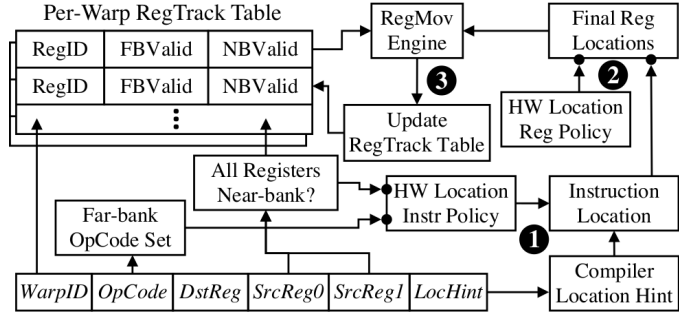 Per-Warp RegTrack Table
RegID FBValid NBValid
RegID FBValid NBValid
RegMov
Engine
Final Reg
Locations
3
2
Update
RegTrack Table
HW Location
Reg Policy
All Registers
Near-bank?
HW Location
Instr Policy
Instruction
Location
Far-bank
OpCode Set
1
Compiler
Location Hint
WarpID OpCode DstReg SrcReg0 SrcReg1 LocHint